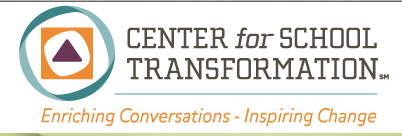 CENTER for SCHOOL
TRANSFORMATION℠
Enriching Conversations - Inspiring Change